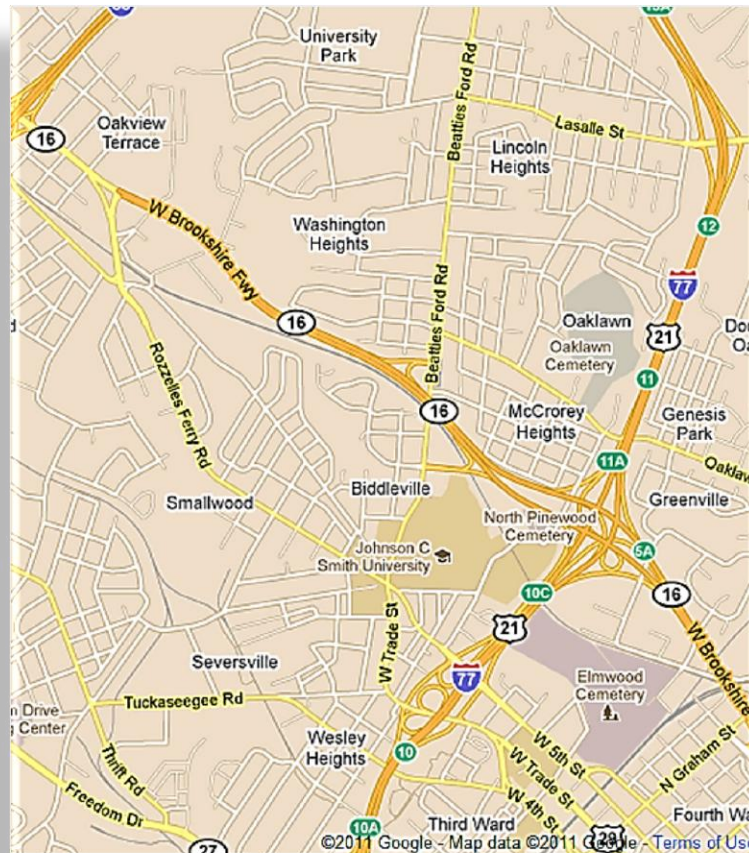 University
Park
16
Oakview
Terrace
Beatties Ford Rd
Lasalle St
Lincoln
Heights
W Brookshire Fwy
Washington
Heights
12
77
16
Oaklawn
Oaklawn
Cemetery
21
Beatties Ford Rd
11
16
McCrorey
Heights
Genesis
Park
Rozzelles Ferry Rd
11A
Smallwood
Biddleville
Greenville
North Pinewood
Cemetery
Johnson C
Smith University
5A
10C
16
21
W Trade St
Seversville
77
Elmwood
Cemetery
W Brookshire
Tuckaseegee Rd
Wesley
Heights
10
W 5th St
N Graham St
Thrift Rd
W Trade St
Freedom Dr
W 4th St
10A
Third Ward
Fourth Wa
27
29
©2011 Google - Map data ©2011 Google - Terms of Us